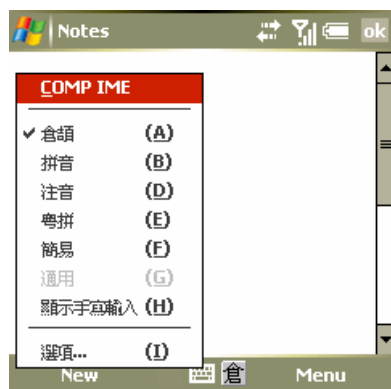 Notes ok
COMP IME
倉頡 (A)
拼音 (B)
注音 (D)
粵拼 (E)
簡易 (F)
通用 (G)
顯示手寫輸入 (H)
選項... (I)
New 倉 Menu